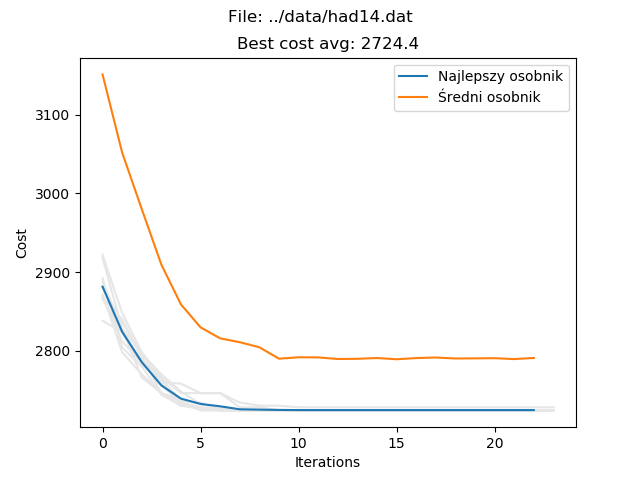 File: ../data/had14.dat
Best cost avg: 2724.4
Najlepszy osobnik
Średni osobnik
3100
3000
2900
2800
Cost
0 5 10 15 20
Iterations